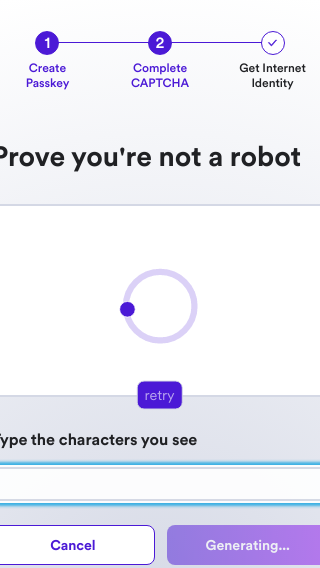 1
2
Create
Passkey
Complete
CAPTCHA
Get Internet
Identity
Prove you're not a robot
retry
Type the characters you see
Cancel
Generating...